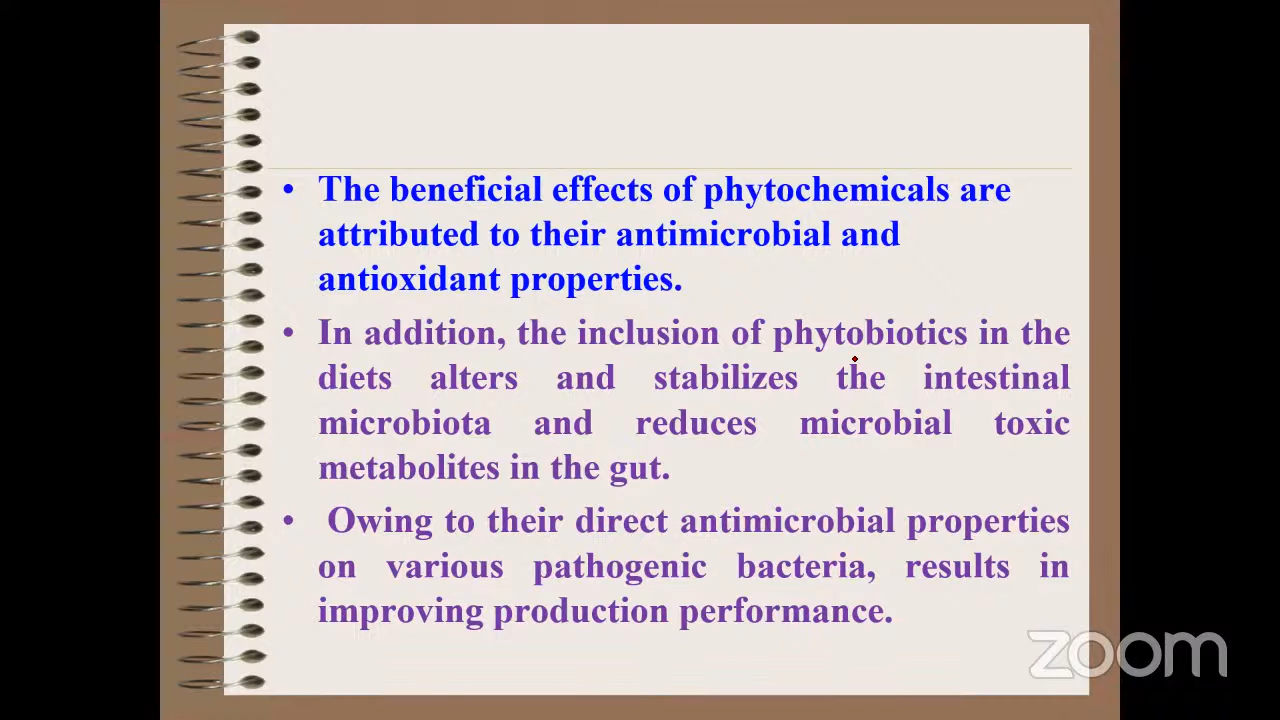 • The beneficial effects of phytochemicals are
attributed to their antimicrobial and
antioxidant properties.
• In addition, the inclusion of phytobiotics in the
diets alters and stabilizes the intestinal
microbiota and reduces microbial toxic
metabolites in the gut.
• Owing to their direct antimicrobial properties
on various pathogenic bacteria, results in
improving production performance.
zoom